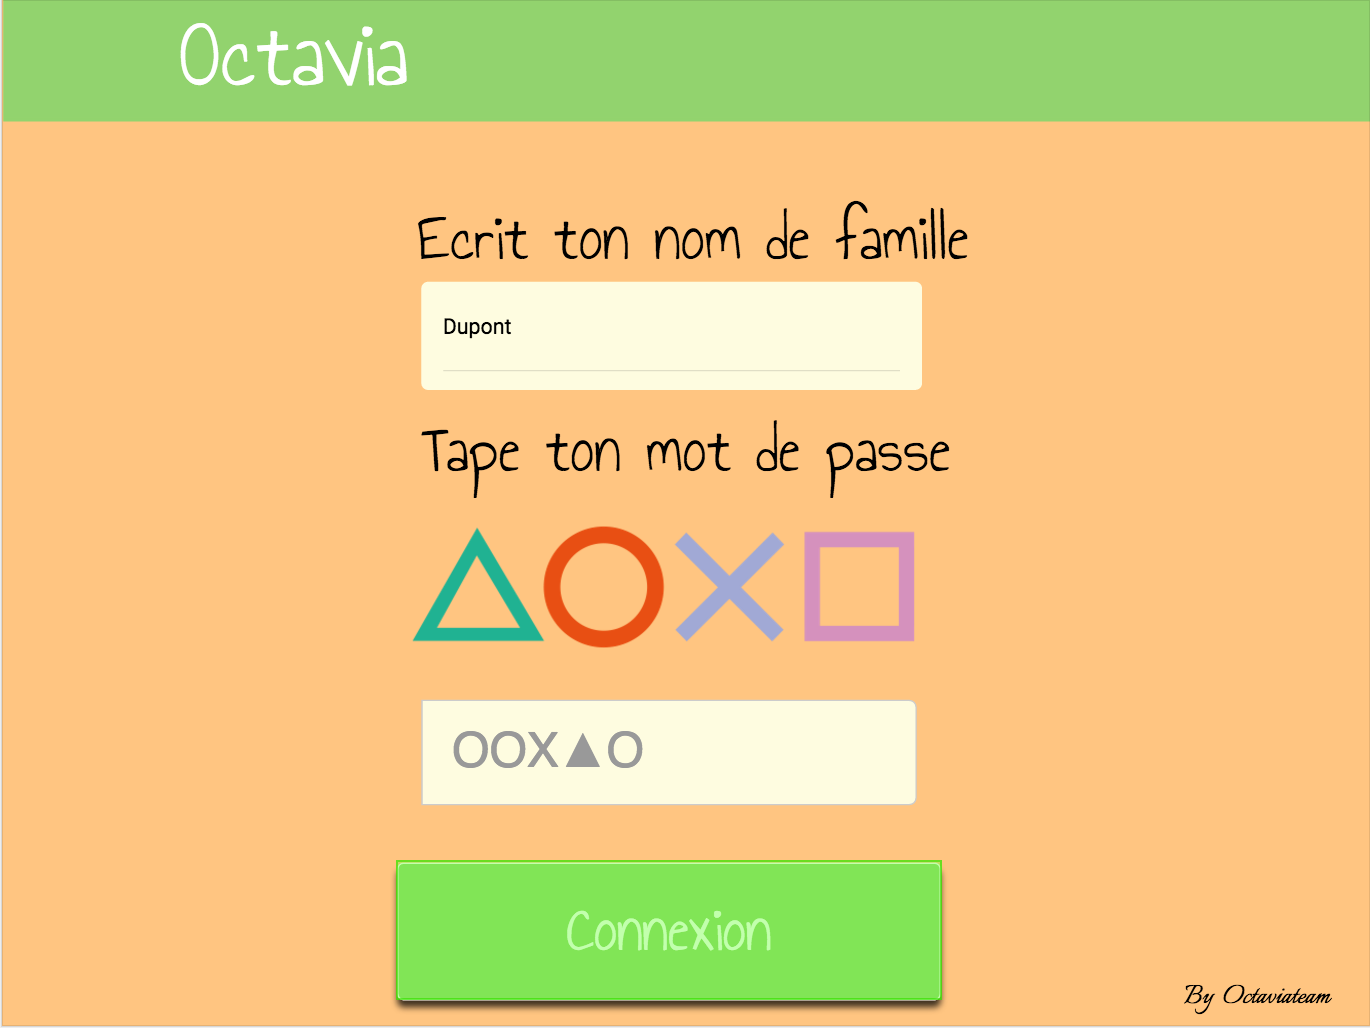 Octavia
Ecrit ton nom de famille
Dupont
Tape ton mot de passe
OOX▲O
Connexion
By Octaviateam